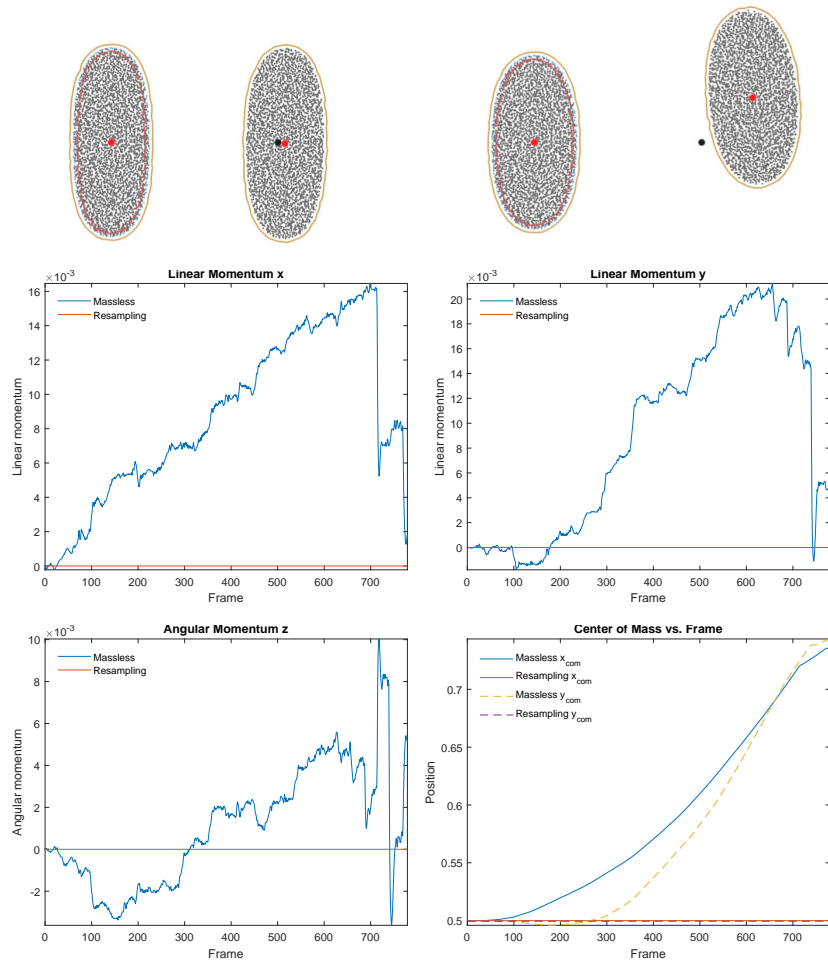 Linear Momentum x
×10⁻³
Massless
Resampling
16
14
12
10
8
6
4
2
0
Linear momentum
0 100 200 300 400 500 600 700
Frame
Linear Momentum y
×10⁻³
Massless
Resampling
20
18
16
14
12
10
8
6
4
2
0
Linear momentum
0 100 200 300 400 500 600 700
Frame
Angular Momentum z
×10⁻³
Massless
Resampling
10
8
6
4
2
0
-2
Angular momentum
0 100 200 300 400 500 600 700
Frame
Center of Mass vs. Frame
Massless x_com
Resampling x_com
Massless y_com
Resampling y_com
0.7
0.65
0.6
0.55
0.5
Position
0 100 200 300 400 500 600 700
Frame